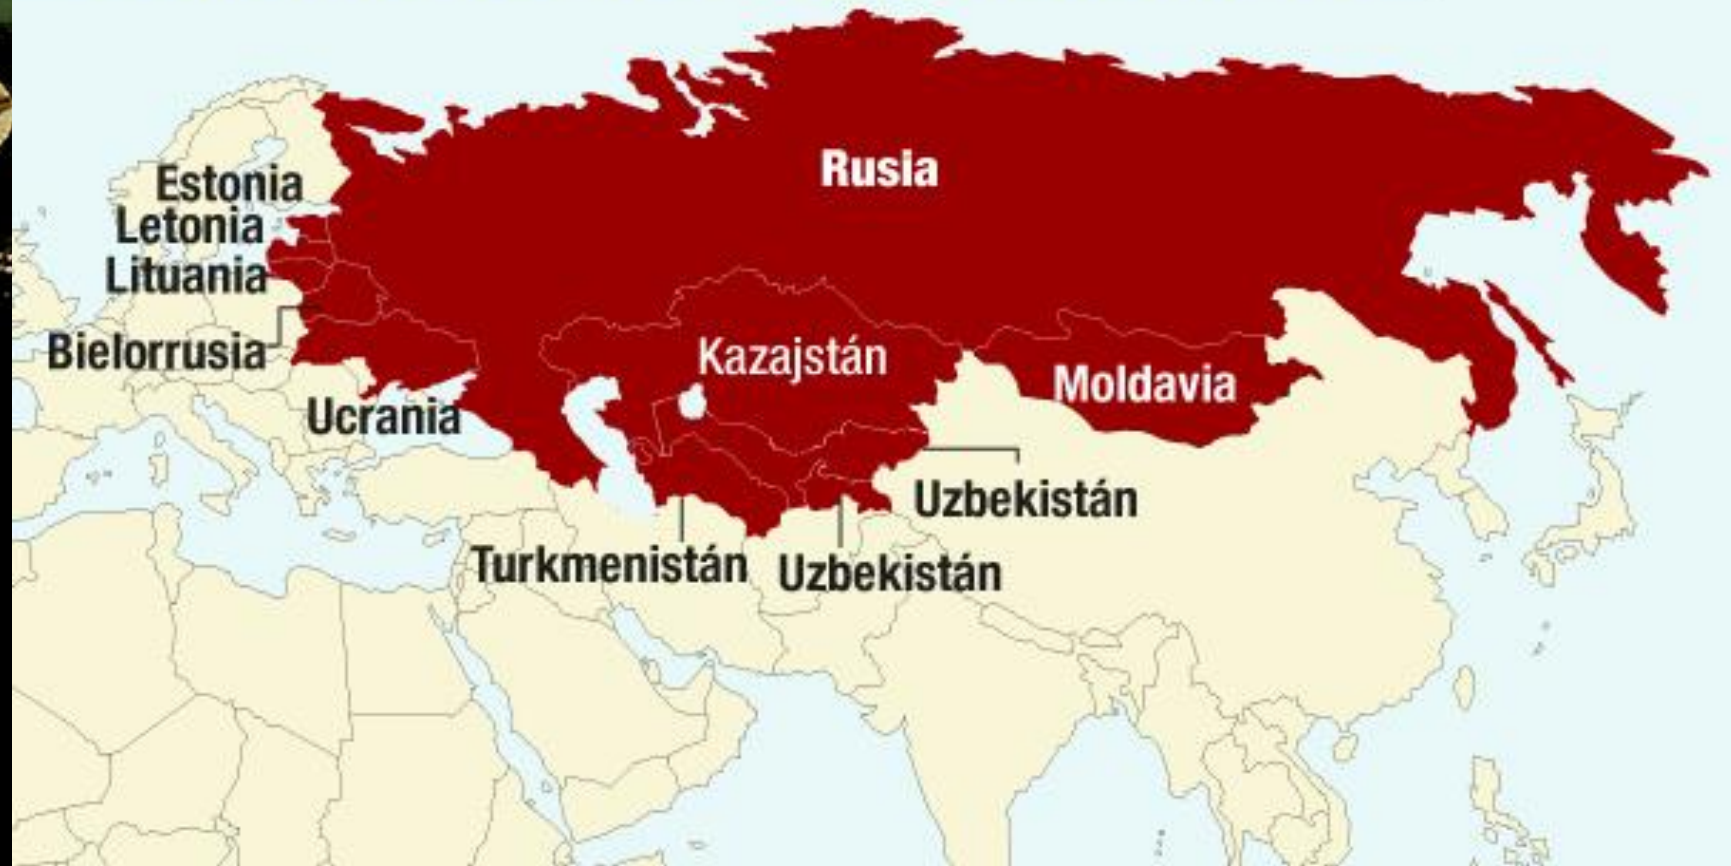 Rusia
Estonia
Letonia
Lituania
Bielorrusia
Kazajstán
Moldavia
Ucrania
Uzbekistán
Turkmenistán
Uzbekistán